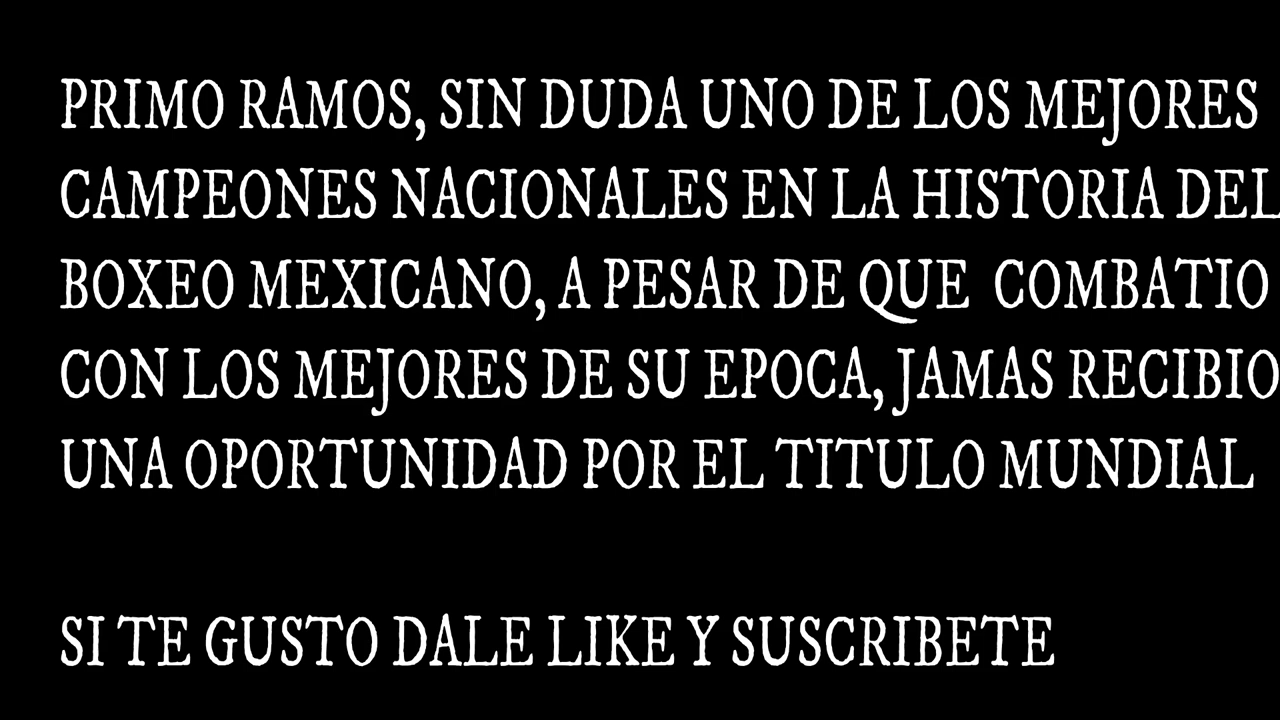 PRIMO RAMOS, SIN DUDA UNO DE LOS MEJORES
CAMPEONES NACIONALES EN LA HISTORIA DEL
BOXEO MEXICANO, A PESAR DE QUE  COMBATIO
CON LOS MEJORES DE SU EPOCA, JAMAS RECIBIO
UNA OPORTUNIDAD POR EL TITULO MUNDIAL
SI TE GUSTO DALE LIKE Y SUSCRIBETE